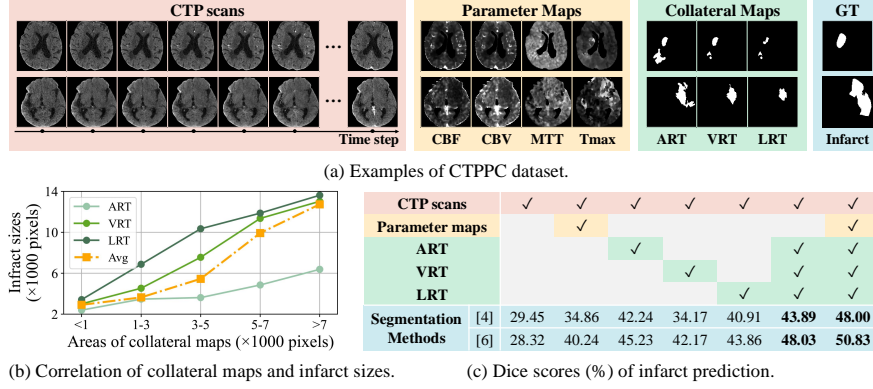 CTP scans
Parameter Maps
Collateral Maps
GT
...
...
Time step
CBF CBV MTT Tmax
ART VRT LRT
Infarct
(a) Examples of CTPPC dataset.
Infract sizes
(×1000 pixels)
14
10
6
2
ART
VRT
LRT
Avg
<1 1-3 3-5 5-7 >7
Areas of collateral maps (×1000 pixels)
(b) Correlation of collateral maps and infarct sizes.
CTP scans ✓ ✓ ✓ ✓ ✓ ✓ ✓
Parameter maps ✓ ✓
ART ✓ ✓ ✓
VRT ✓ ✓ ✓
LRT ✓ ✓ ✓
Segmentation Methods
[4] 29.45 34.86 42.24 34.17 40.91 43.89 48.00
[6] 28.32 40.24 45.23 42.17 43.86 48.03 50.83
(c) Dice scores (%) of infarct prediction.